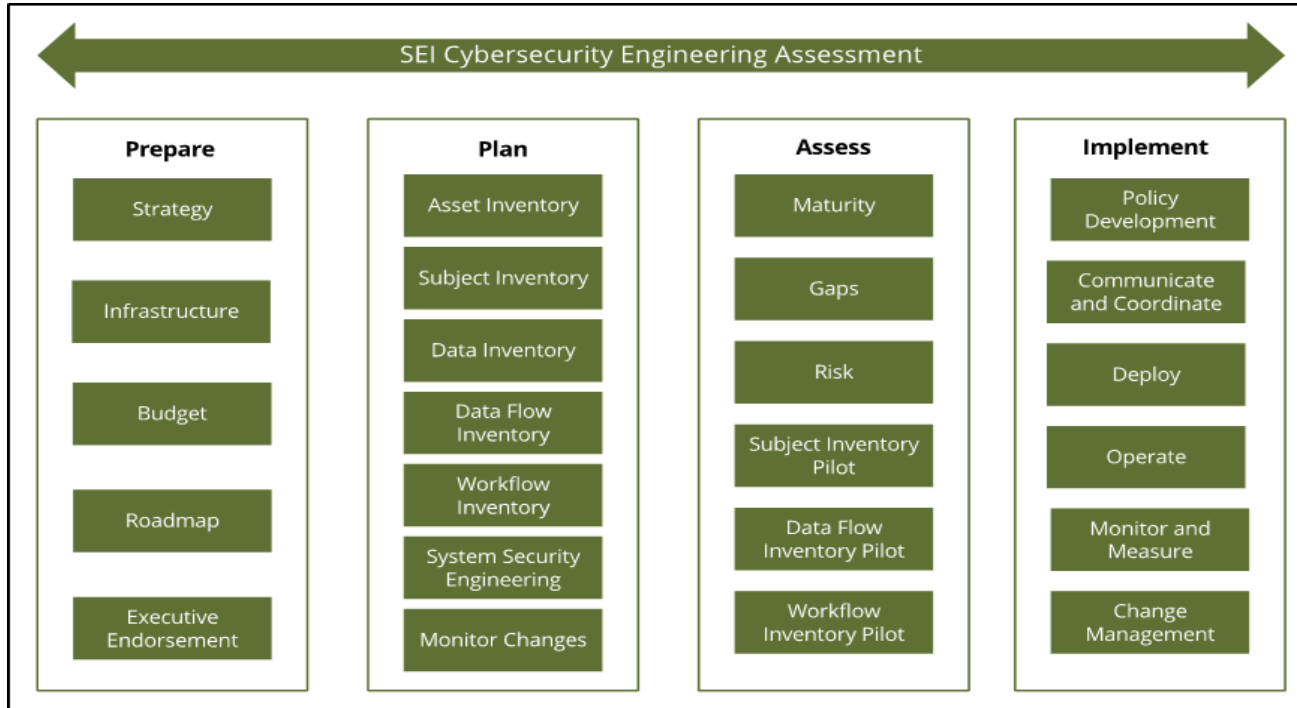 SEI Cybersecurity Engineering Assessment
Prepare
Strategy
Infrastructure
Budget
Roadmap
Executive
Endorsement
Plan
Asset Inventory
Subject Inventory
Data Inventory
Data Flow
Inventory
Workflow
Inventory
System Security
Engineering
Monitor Changes
Assess
Maturity
Gaps
Risk
Subject Inventory
Pilot
Data Flow
Inventory Pilot
Workflow
Inventory Pilot
Implement
Policy
Development
Communicate
and Coordinate
Deploy
Operate
Monitor and
Measure
Change
Management